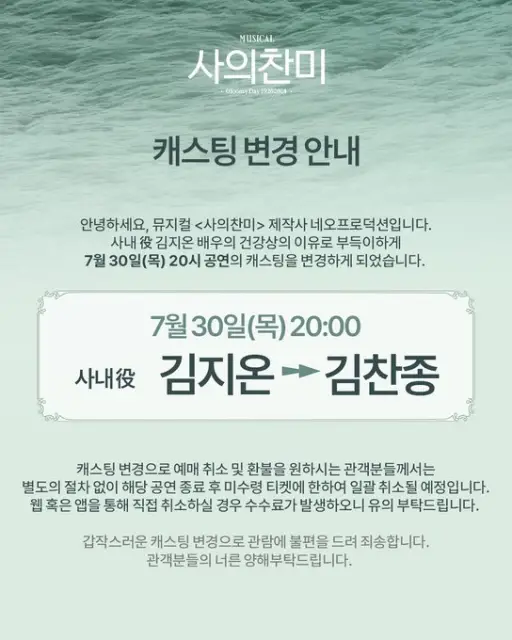 MUSICAL
사의찬미
캐스팅 변경 안내
안녕하세요, 뮤지컬 <사의찬미> 제작사 네오프로덕션입니다.
사내 役 김지온 배우의 건강상의 이유로 부득이하게
7월 30일(목) 20시 공연의 캐스팅을 변경하게 되었습니다.
7월 30일(목) 20:00
사내役 김지온 → 김찬종
캐스팅 변경으로 예매 취소 및 환불을 원하시는 관객분들께서는
별도의 절차 없이 해당 공연 종료 후 미수령 티켓에 한하여 일괄 취소될 예정입니다.
웹 혹은 앱을 통해 직접 취소하실 경우 수수료가 발생하오니 유의 부탁드립니다.
갑작스러운 캐스팅 변경으로 관람에 불편을 드려 죄송합니다.
관객분들의 너른 양해부탁드립니다.